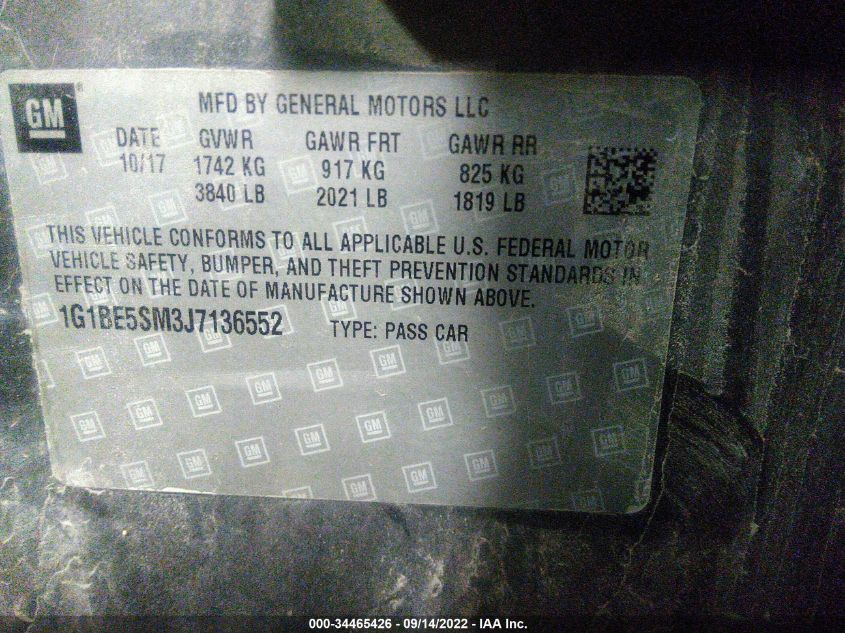 GM ®
MFD BY GENERAL MOTORS LLC
DATE GVWR GAWR FRT GAWR RR
10/17 1742 KG 917 KG 825 KG
3840 LB 2021 LB 1819 LB
THIS VEHICLE CONFORMS TO ALL APPLICABLE U.S. FEDERAL MOTOR
VEHICLE SAFETY, BUMPER, AND THEFT PREVENTION STANDARDS IN
EFFECT ON THE DATE OF MANUFACTURE SHOWN ABOVE.
1G1BE5SM3J7136552 TYPE: PASS CAR
000-34465426 - 09/14/2022 - IAA Inc.